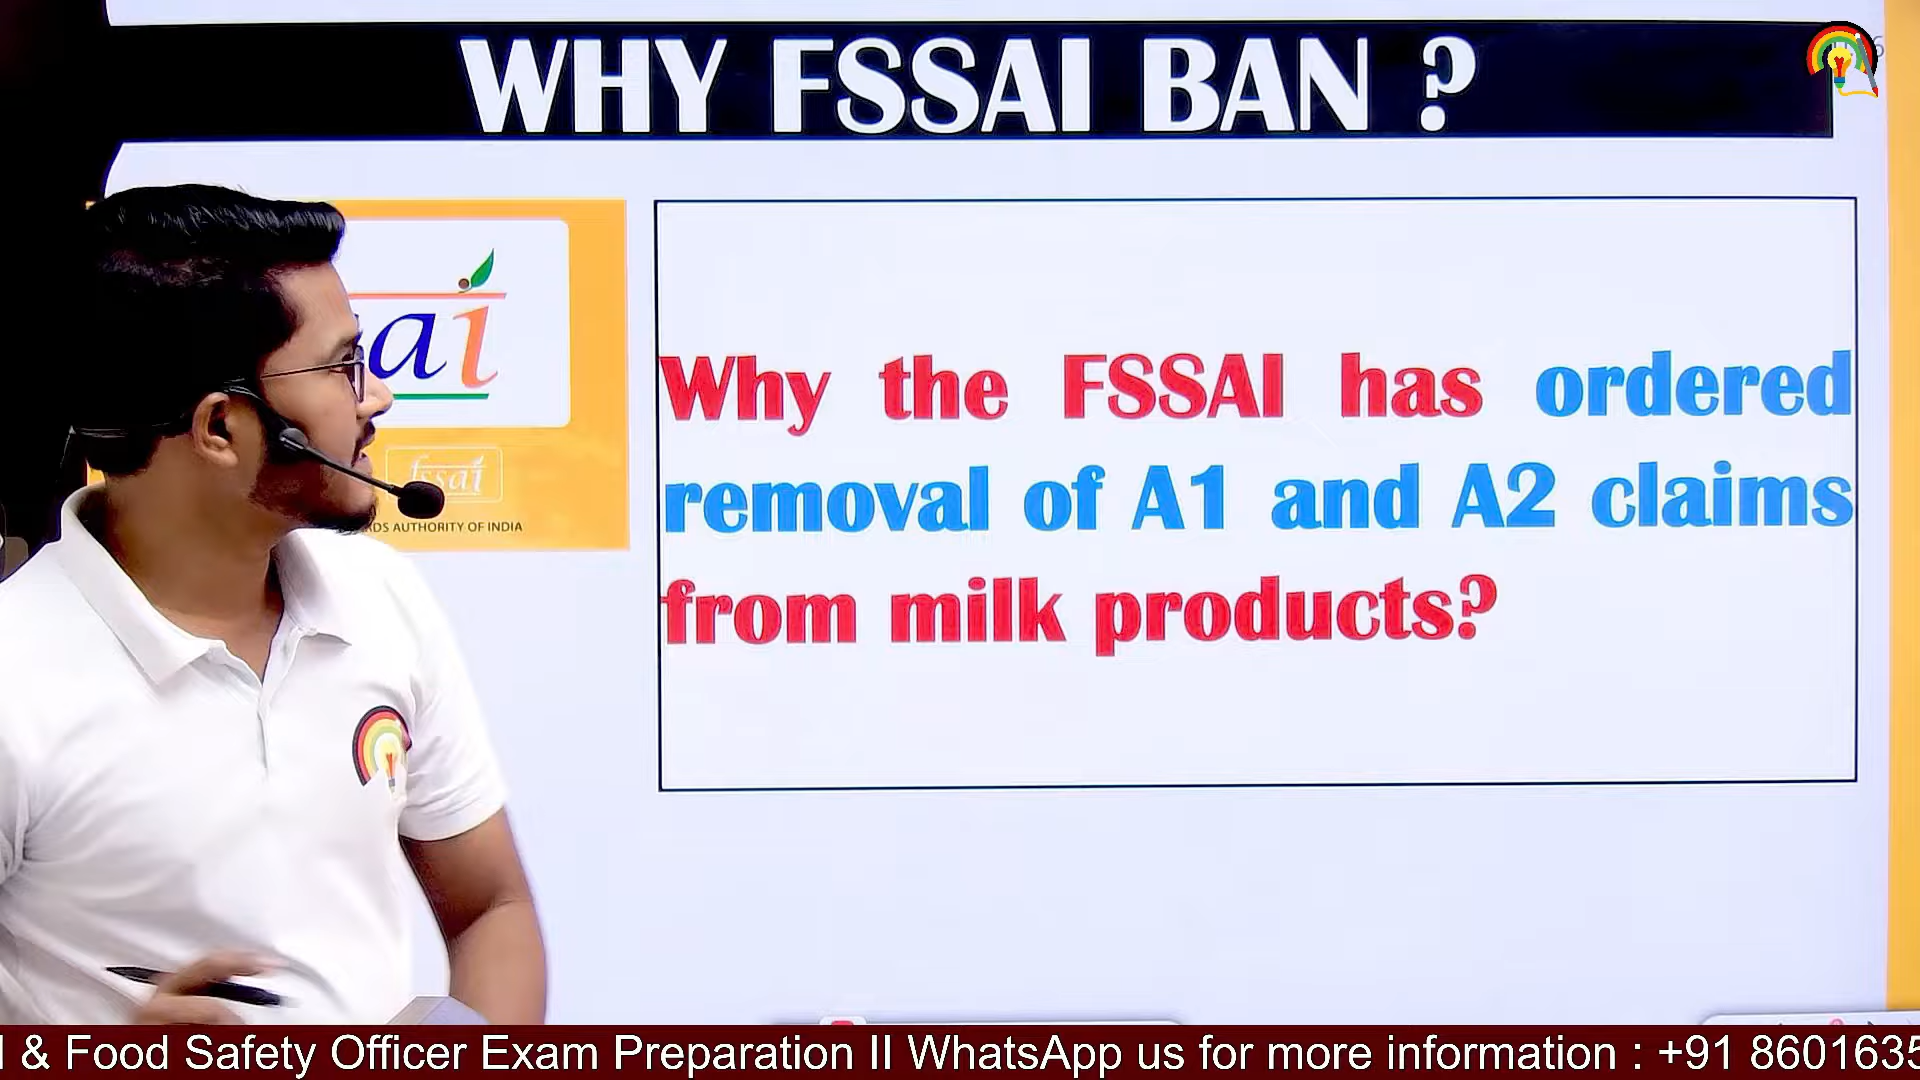 WHY FSSAI BAN ?
ai
fssai
AUTHORITY OF INDIA
Why the FSSAI has ordered
removal of A1 and A2 claims
from milk products?
& Food Safety Officer Exam Preparation II WhatsApp us for more information : +91 8601635